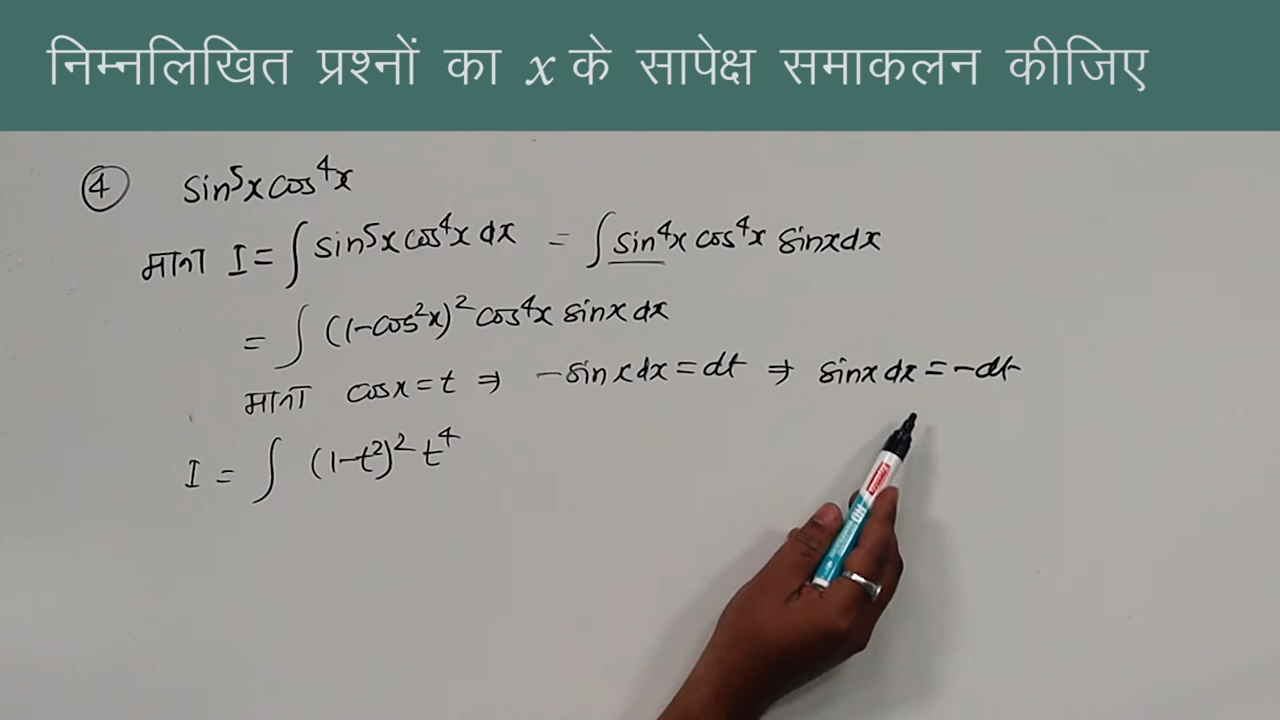 निम्नलिखित प्रश्नों का x के सापेक्ष समाकलन कीजिए
④ sin⁵x cos⁴x
माना I = ∫ sin⁵x cos⁴x dx = ∫ sin⁴x cos⁴x sinx dx
= ∫ (1-cos²x)² cos⁴x sinx dx
माना cosx = t ⇒ -sinx dx = dt ⇒ sinx dx = -dt
I = ∫ (1-t²)² t⁴